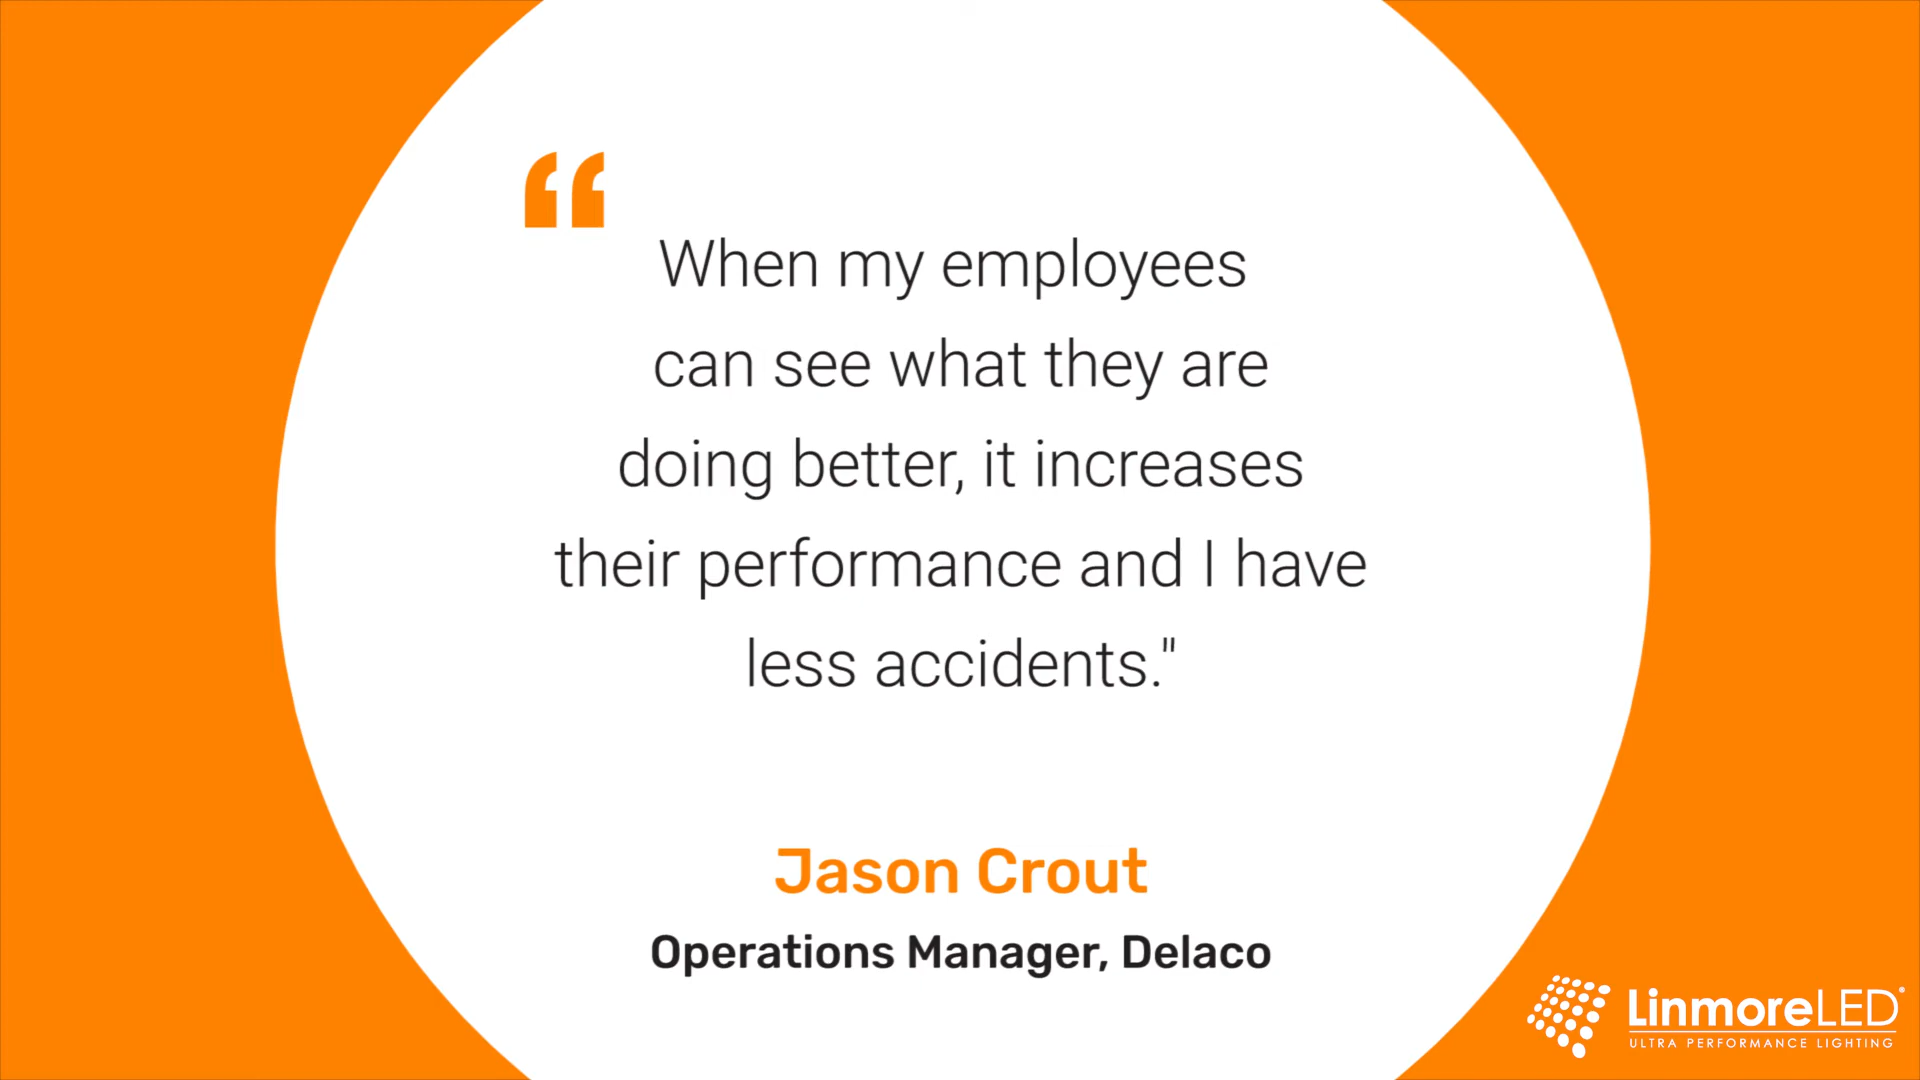 “
When my employees
can see what they are
doing better, it increases
their performance and I have
less accidents."
Jason Crout
Operations Manager, Delaco
LinmoreLED®
ULTRA PERFORMANCE LIGHTING